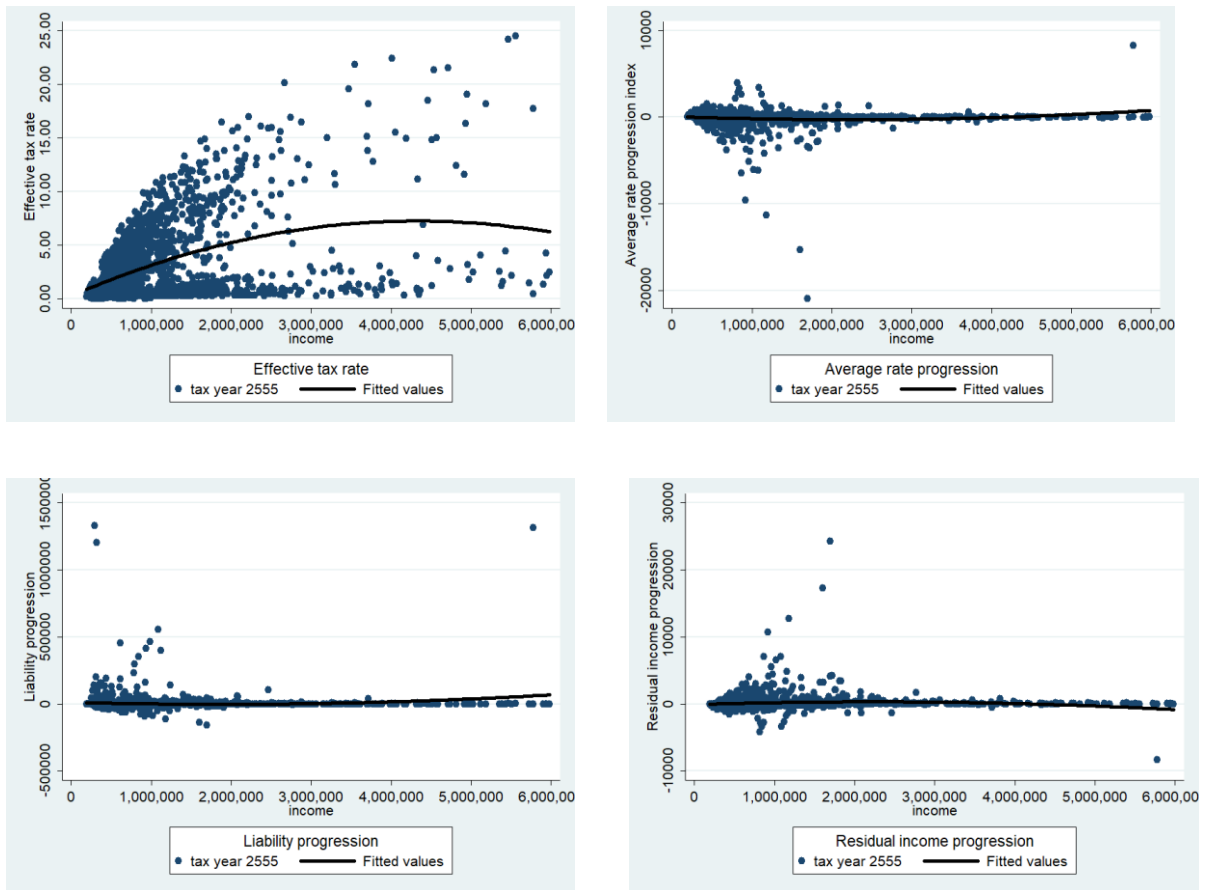 Effective tax rate
0.00 5.00 10.00 15.00 20.00 25.00
0 1,000,000 2,000,000 3,000,000 4,000,000 5,000,000 6,000,00
income
Effective tax rate
tax year 2555 Fitted values
Average rate progression index
-20000 -10000 0 10000
0 1,000,000 2,000,000 3,000,000 4,000,000 5,000,000 6,000,00
income
Average rate progression
tax year 2555 Fitted values
Liability progression
-500000 0 500000 1000000 1500000
0 1,000,000 2,000,000 3,000,000 4,000,000 5,000,000 6,000,00
income
Liability progression
tax year 2555 Fitted values
Residual income progression
-10000 0 10000 20000 30000
0 1,000,000 2,000,000 3,000,000 4,000,000 5,000,000 6,000,00
income
Residual income progression
tax year 2555 Fitted values